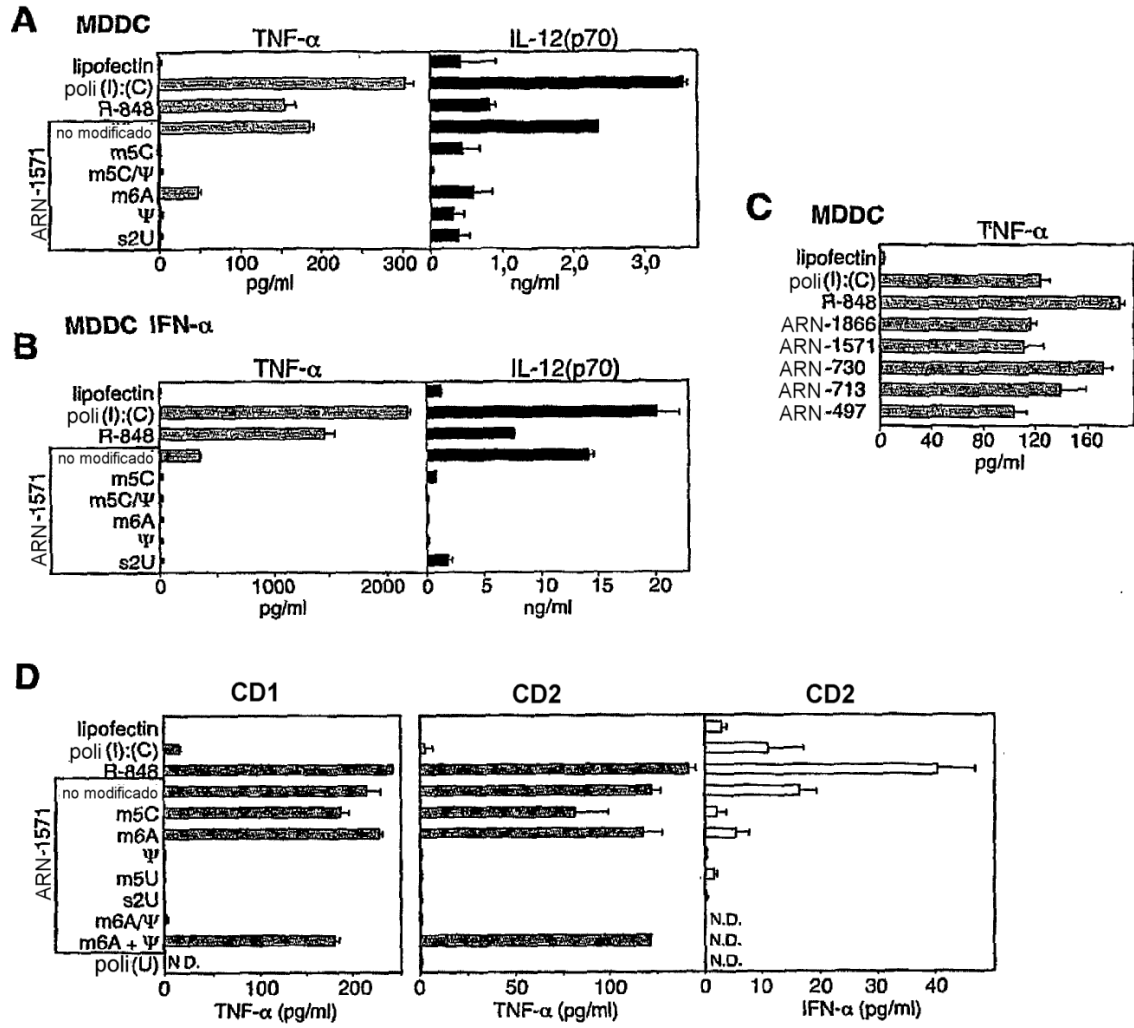 A MDDC
TNF-α IL-12(p70)
lipofectin
poli (I):(C)
R-848
ARN-1571
no modificado
m5C
m5C/Ψ
m6A
Ψ
s2U
0 100 200 300
pg/ml
0 1,0 2,0 3,0
ng/ml
B MDDC IFN-α
TNF-α IL-12(p70)
lipofectin
poli (I):(C)
R-848
ARN-1571
no modificado
m5C
m5C/Ψ
m6A
Ψ
s2U
0 1000 2000
pg/ml
0 5 10 15 20
ng/ml
C MDDC
TNF-α
lipofectin
poli (I):(C)
R-848
ARN-1866
ARN-1571
ARN-730
ARN-713
ARN-497
0 40 80 120 160
pg/ml
D CD1 CD2 CD2
lipofectin
poli (I):(C)
R-848
ARN-1571
no modificado
m5C
m6A
Ψ
m5U
s2U
m6A/Ψ N.D.
m6A + Ψ N.D.
poli (U) N.D. N.D.
0 100 200
TNF-α (pg/ml)
0 50 100
TNF-α (pg/ml)
0 10 20 30 40
IFN-α (pg/ml)